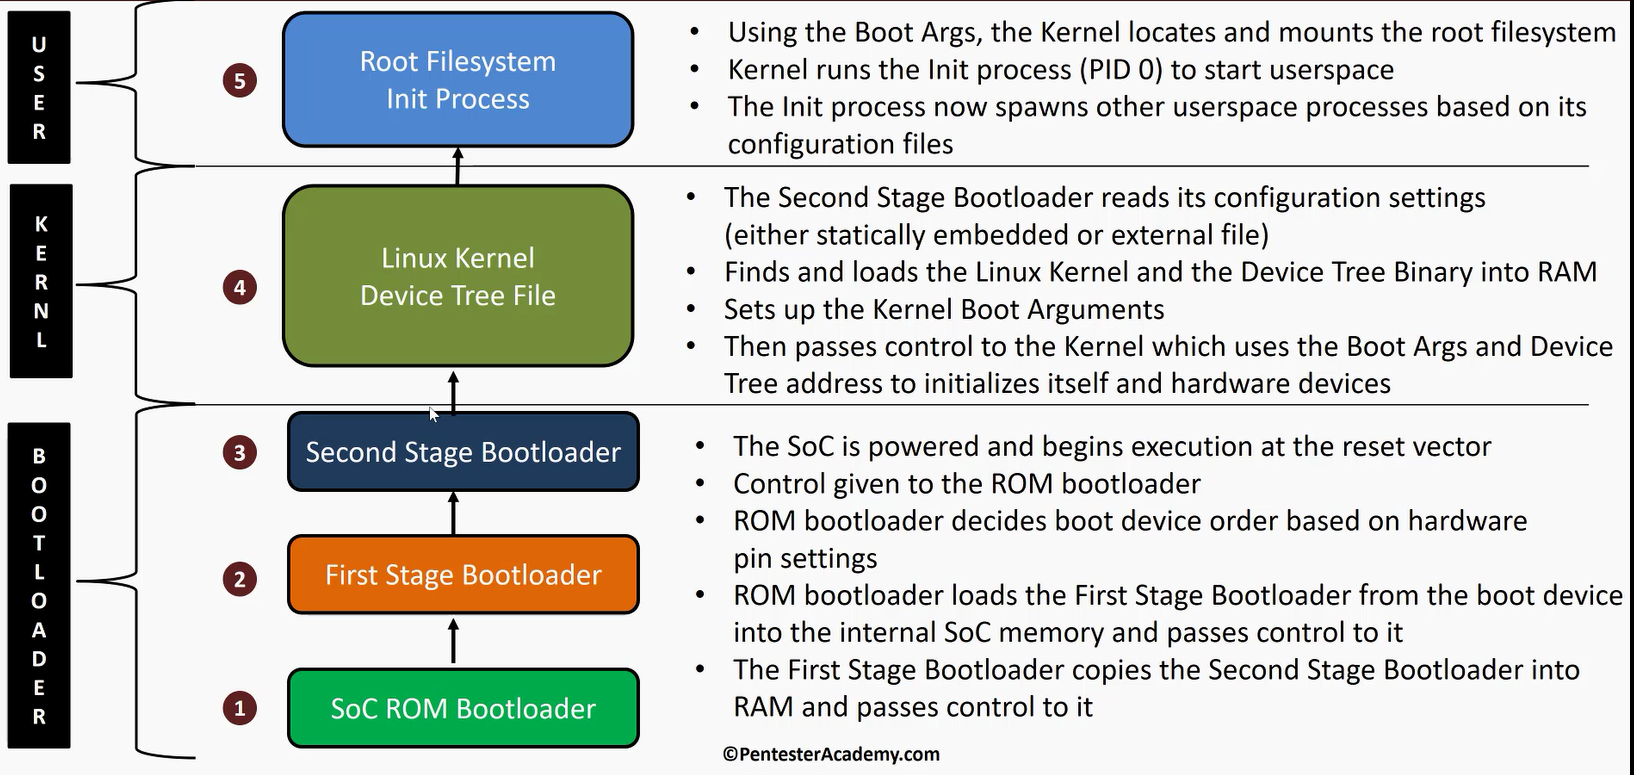 USER
5
Root Filesystem
Init Process
• Using the Boot Args, the Kernel locates and mounts the root filesystem
• Kernel runs the Init process (PID 0) to start userspace
• The Init process now spawns other userspace processes based on its
configuration files
KERNL
4
Linux Kernel
Device Tree File
• The Second Stage Bootloader reads its configuration settings
(either statically embedded or external file)
• Finds and loads the Linux Kernel and the Device Tree Binary into RAM
• Sets up the Kernel Boot Arguments
• Then passes control to the Kernel which uses the Boot Args and Device
Tree address to initializes itself and hardware devices
BOOTLOADER
3
Second Stage Bootloader
2
First Stage Bootloader
1
SoC ROM Bootloader
• The SoC is powered and begins execution at the reset vector
• Control given to the ROM bootloader
• ROM bootloader decides boot device order based on hardware
pin settings
• ROM bootloader loads the First Stage Bootloader from the boot device
into the internal SoC memory and passes control to it
• The First Stage Bootloader copies the Second Stage Bootloader into
RAM and passes control to it
©PentesterAcademy.com